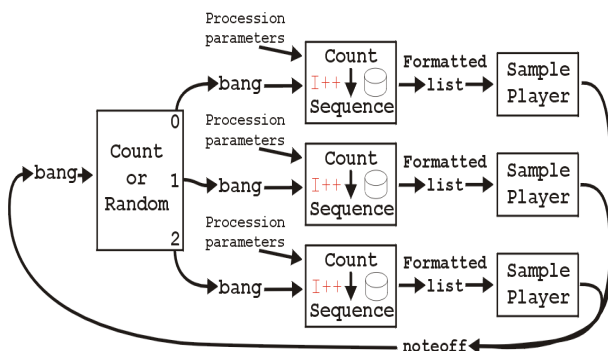 Procession
parameters
Count
I++
Sequence
bang
Formatted
list
Sample
Player
0
Procession
parameters
Count
or
Random
1
bang
bang
Count
I++
Sequence
Formatted
list
Sample
Player
2
Procession
parameters
bang
Count
I++
Sequence
Formatted
list
Sample
Player
noteoff